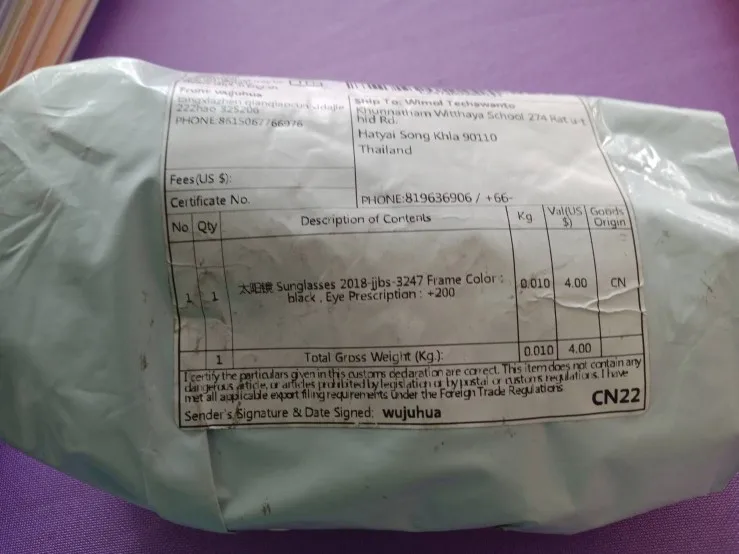 From: wujuhua
222hao 325200
PHONE:8615067766976
Ship To: Wimol Techawanto
Khunnatham Witthaya School 274 Rat u-t
hid Rd.
Hatyai Song Khla 90110
Thailand
Fees(US $):
Certificate No.
PHONE:819636906 / +66-
No Qty Description of Contents Kg Val(US $) Goods Origin
1 1 太阳镜 Sunglasses 2018-jjbs-3247 Frame Color : black , Eye Prescription : +200 0.010 4.00 CN
1 Total Gross Weight (Kg.): 0.010 4.00
I certify the particulars given in this customs declaration are correct. This item does not contain any
dangerous article, or articles prohibited by legislation or by postal or customs regulations. I have
met all applicable export filing requirements under the Foreign Trade Regulations
CN22
Sender's Signature & Date Signed: wujuhua